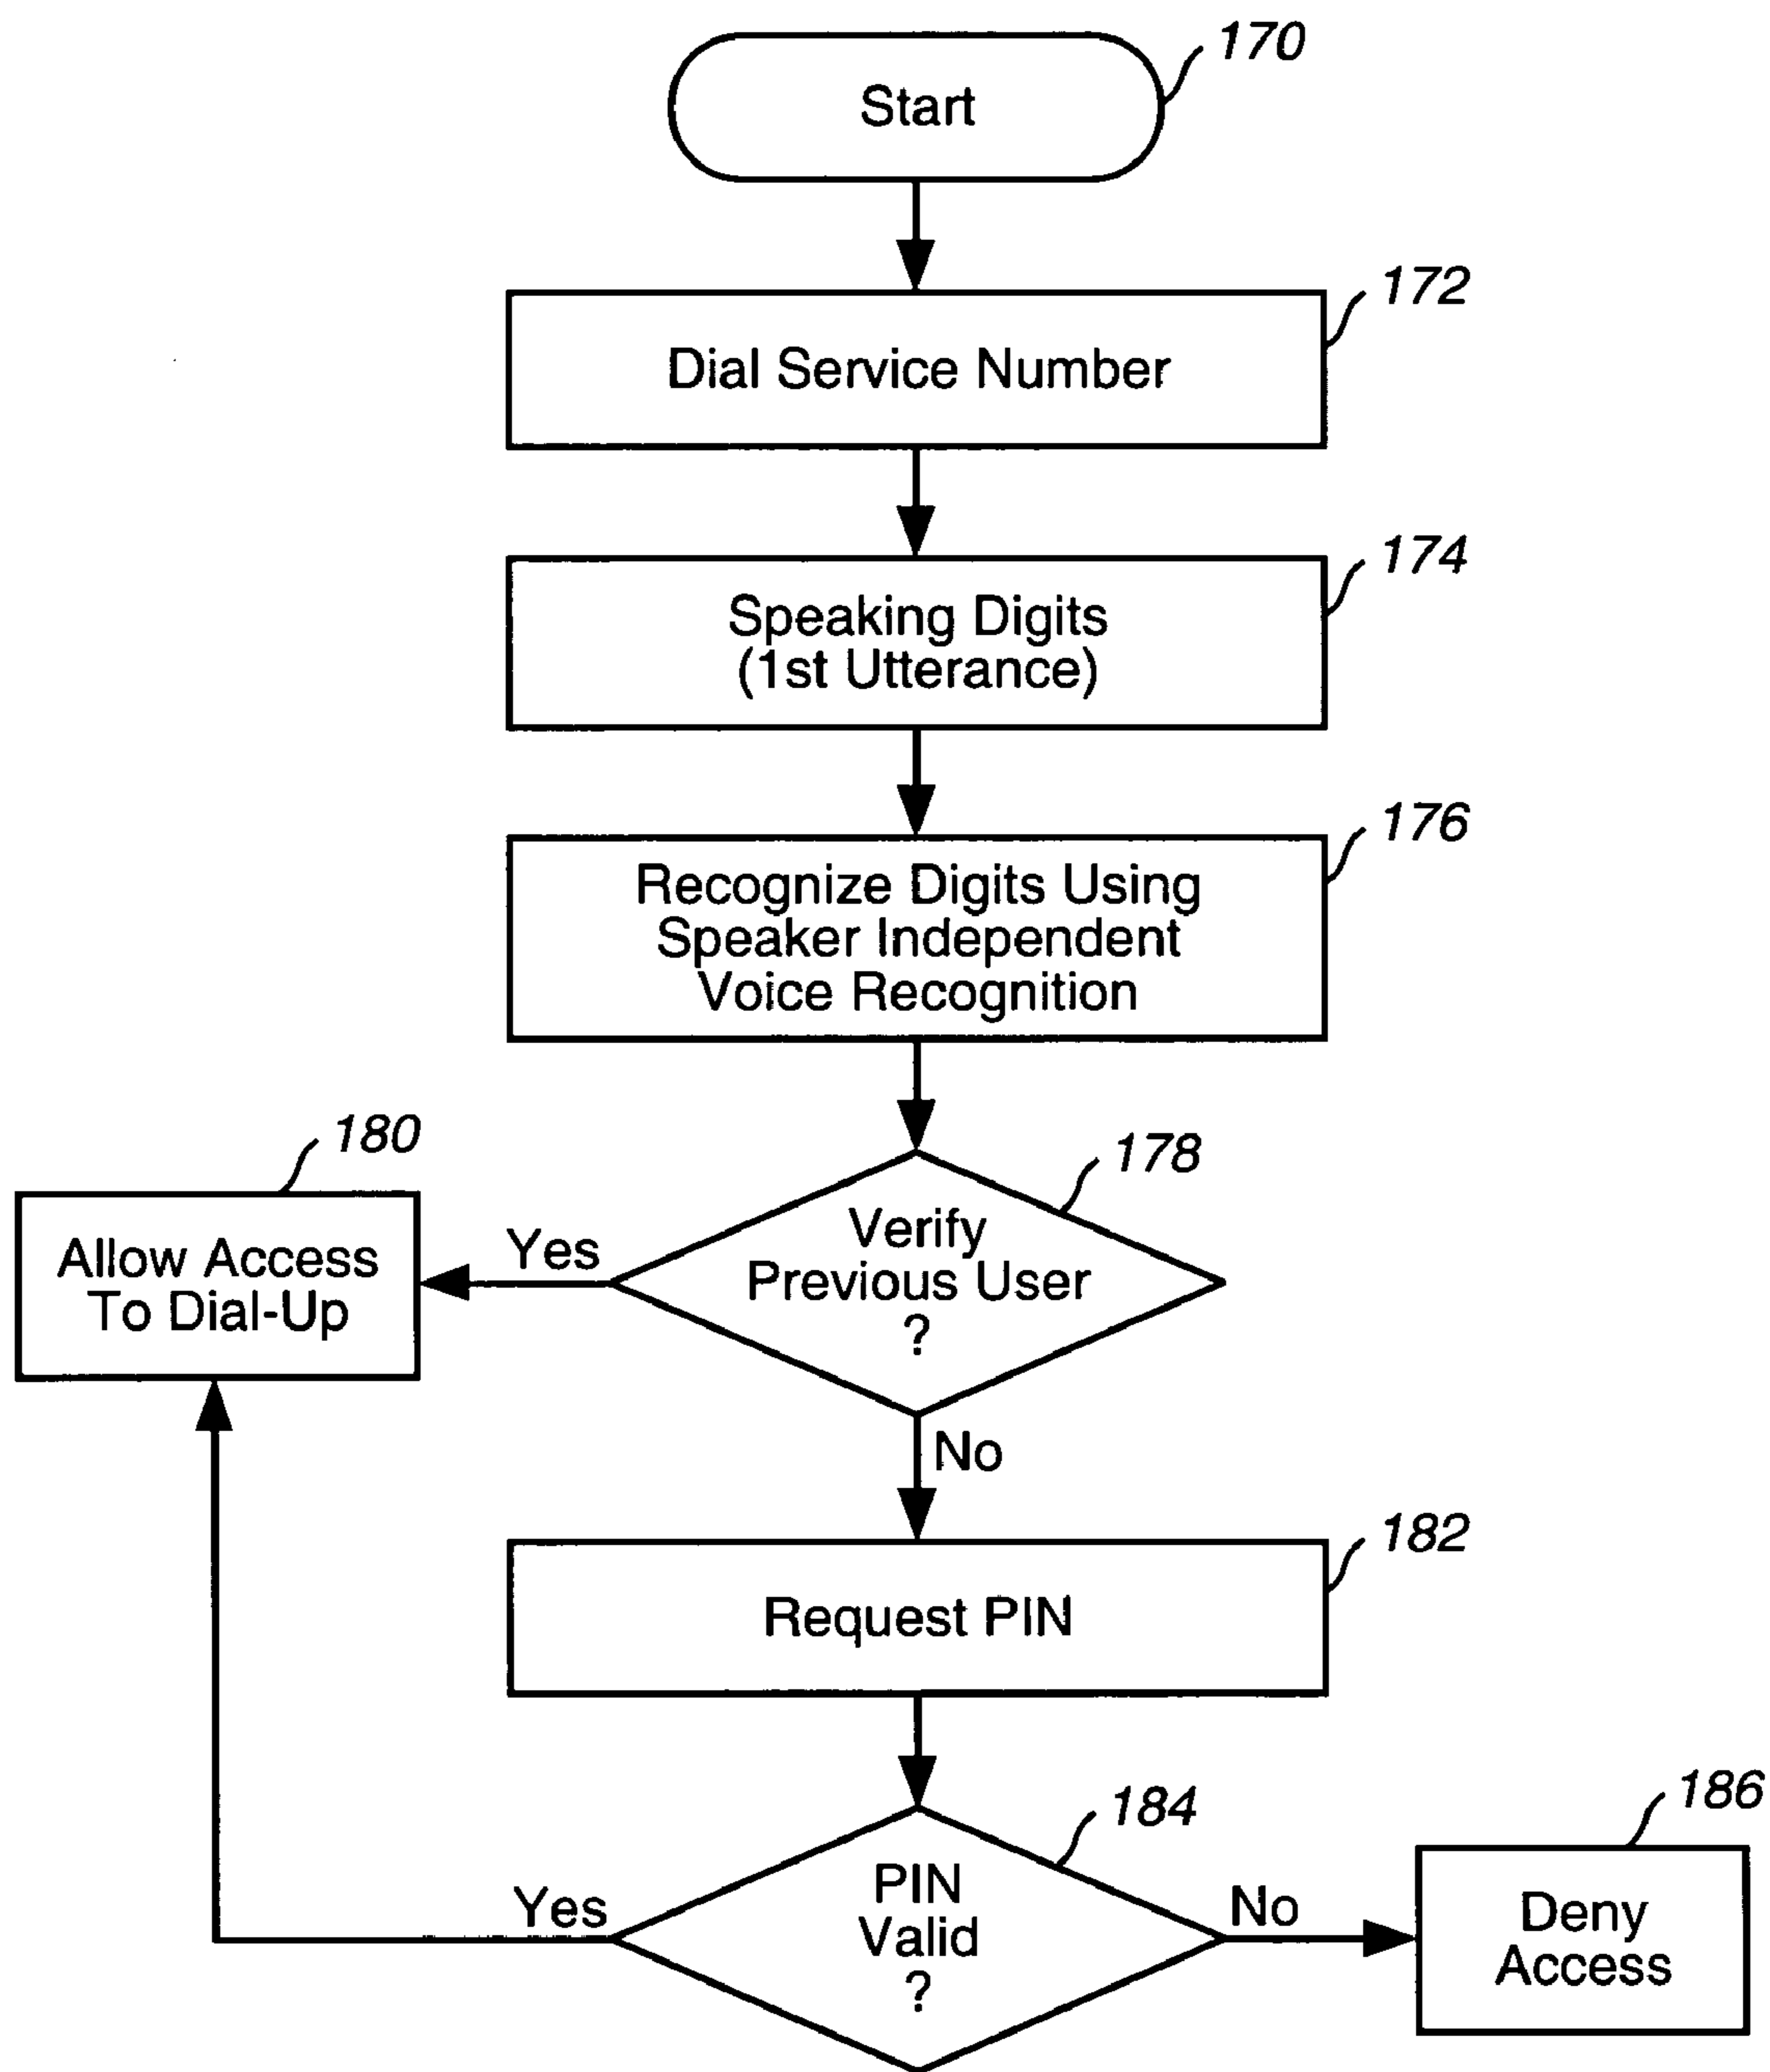 170
Start
172
Dial Service Number
174
Speaking Digits
(1st Utterance)
176
Recognize Digits Using
Speaker Independent
Voice Recognition
180
178
Allow Access
To Dial-Up
Yes
Verify
Previous User
?
No
182
Request PIN
184
186
Yes
PIN
Valid
?
No
Deny
Access